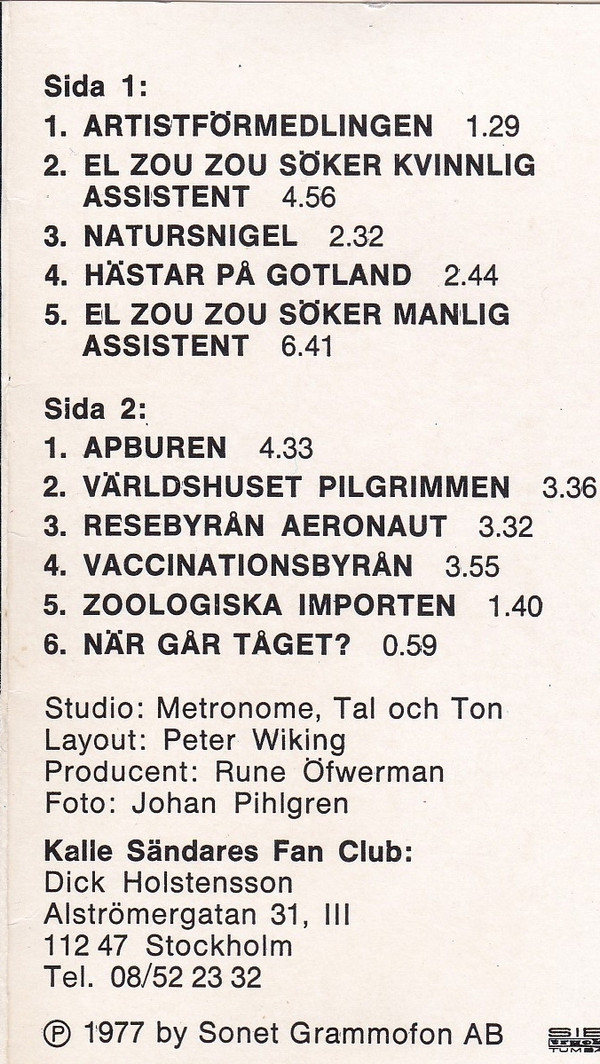 Sida 1:
1. ARTISTFÖRMEDLINGEN 1.29
2. EL ZOU ZOU SÖKER KVINNLIG
ASSISTENT 4.56
3. NATURSNIGEL 2.32
4. HÄSTAR PÅ GOTLAND 2.44
5. EL ZOU ZOU SÖKER MANLIG
ASSISTENT 6.41
Sida 2:
1. APBUREN 4.33
2. VÄRLDSHUSET PILGRIMMEN 3.36
3. RESEBYRÅN AERONAUT 3.32
4. VACCINATIONSBYRÅN 3.55
5. ZOOLOGISKA IMPORTEN 1.40
6. NÄR GÅR TÅGET? 0.59
Studio: Metronome, Tal och Ton
Layout: Peter Wiking
Producent: Rune Öfwerman
Foto: Johan Pihlgren
Kalle Sändares Fan Club:
Dick Holstensson
Alströmergatan 31, III
112 47 Stockholm
Tel. 08/52 23 32
℗ 1977 by Sonet Grammofon AB